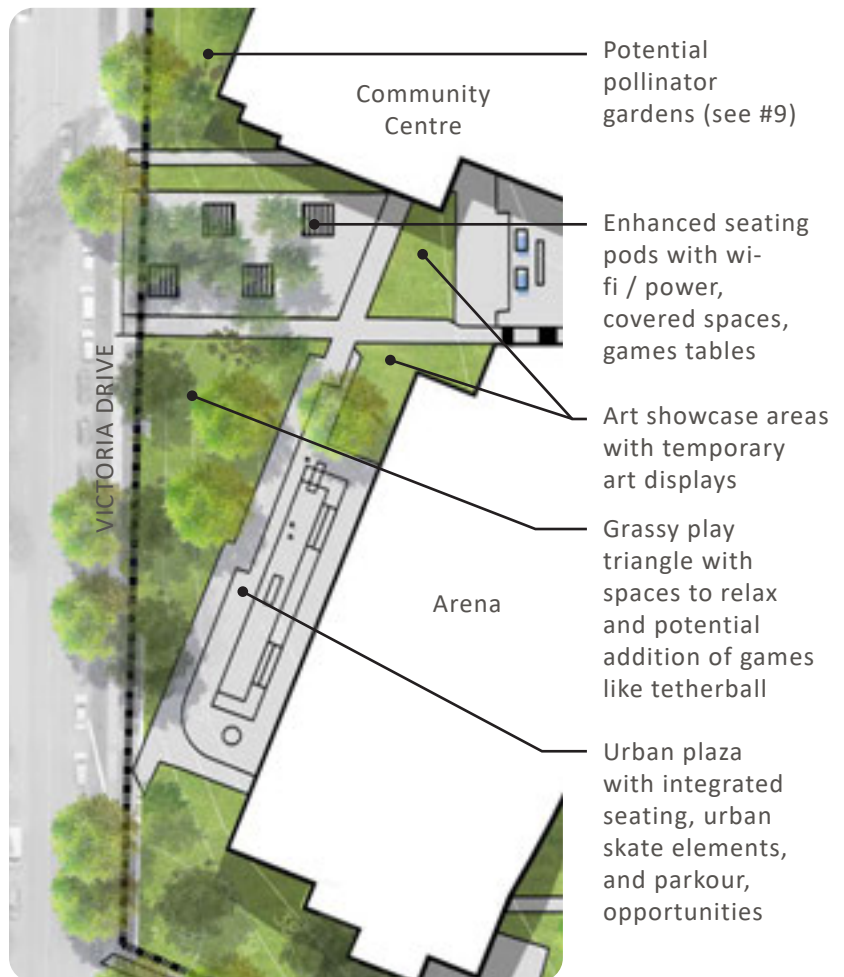 Community
Centre
VICTORIA DRIVE
Arena
Potential
pollinator
gardens (see #9)
Enhanced seating
pods with wi-
fi / power,
covered spaces,
games tables
Art showcase areas
with temporary
art displays
Grassy play
triangle with
spaces to relax
and potential
addition of games
like tetherball
Urban plaza
with integrated
seating, urban
skate elements,
and parkour,
opportunities